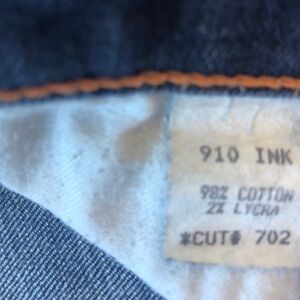 910 INK
98% COTTON
2% LYCRA
*CUT# 702